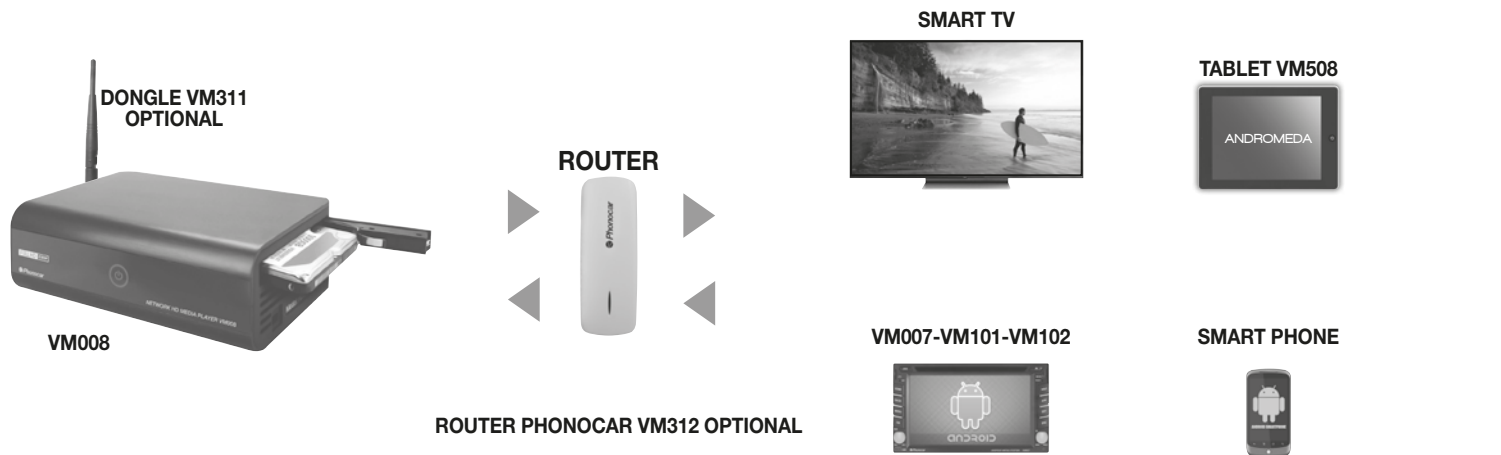 SMART TV
TABLET VM508
DONGLE VM311
OPTIONAL
ANDROMEDA
ROUTER
Phonocar
Phonocar
NETWORK HD MEDIA PLAYER VM008
VM008
VM007-VM101-VM102
SMART PHONE
ANDROID
ROUTER PHONOCAR VM312 OPTIONAL